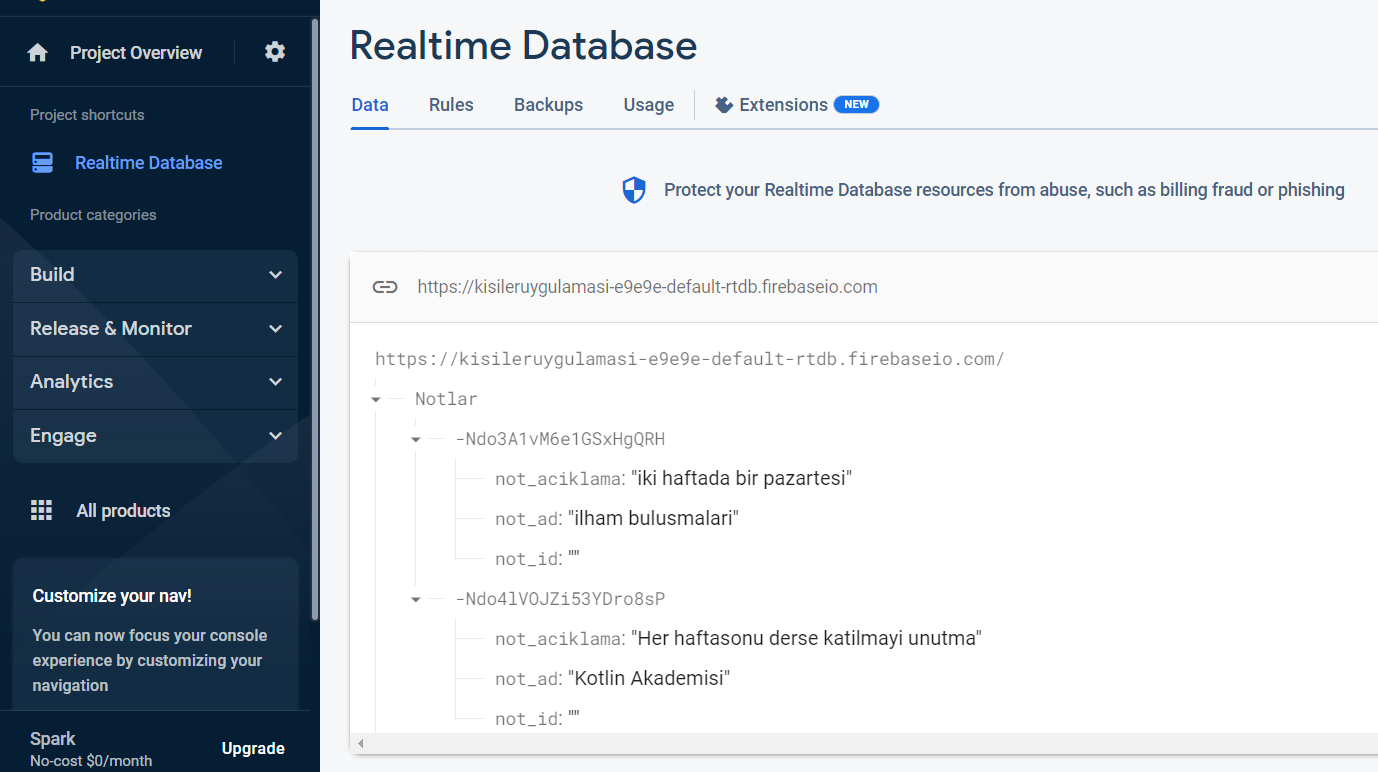 Project Overview
Project shortcuts
Realtime Database
Product categories
Build
Release & Monitor
Analytics
Engage
All products
Customize your nav!
You can now focus your console
experience by customizing your
navigation
Spark
No-cost $0/month
Upgrade
Realtime Database
Data Rules Backups Usage Extensions NEW
Protect your Realtime Database resources from abuse, such as billing fraud or phishing
https://kisileruygulamasi-e9e9e-default-rtdb.firebaseio.com
https://kisileruygulamasi-e9e9e-default-rtdb.firebaseio.com/
Notlar
-Ndo3A1vM6e1GSxHgQRH
not_aciklama: "iki haftada bir pazartesi"
not_ad: "ilham bulusmalari"
not_id: ""
-Ndo4lVOJZi53YDro8sP
not_aciklama: "Her haftasonu derse katilmayi unutma"
not_ad: "Kotlin Akademisi"
not_id: ""